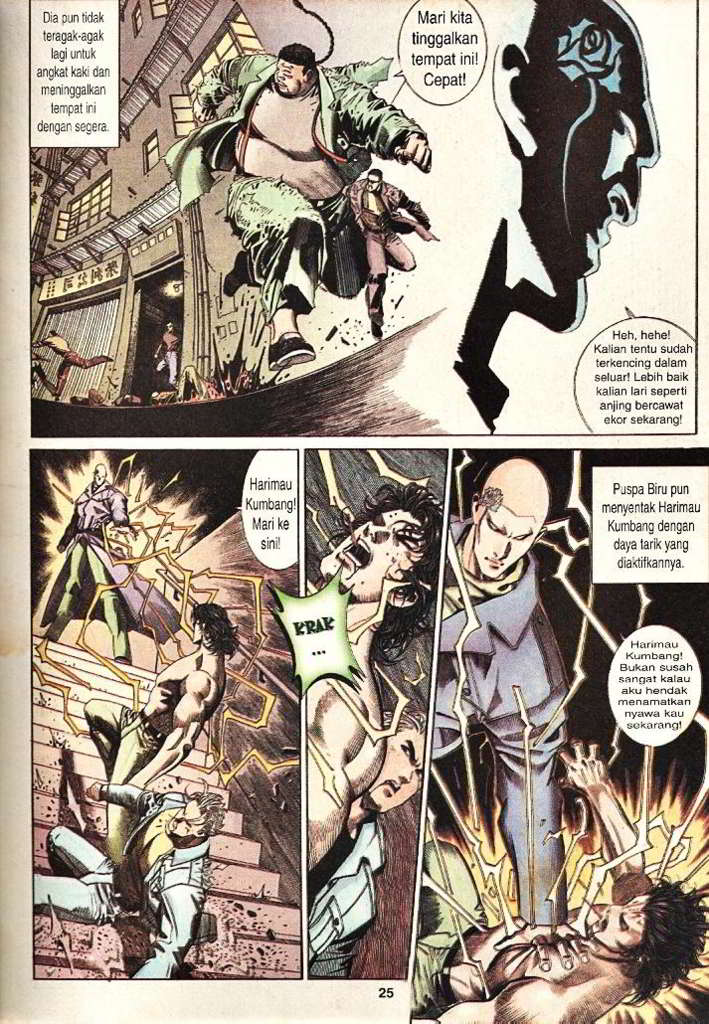 Dia pun tidak
teragak-agak
lagi untuk
angkat kaki dan
meninggalkan
tempat ini
dengan segera.
Mari kita
tinggalkan
tempat ini!
Cepat!
Heh, hehe!
Kalian tentu sudah
terkencing dalam
seluar! Lebih baik
kalian lari seperti
anjing bercawat
ekor sekarang!
Harimau
Kumbang!
Mari ke
sini!
KRAK
...
Puspa Biru pun
menyentak Harimau
Kumbang dengan
daya tarik yang
diaktifkannya.
Harimau
Kumbang!
Bukan susah
sangat kalau
aku hendak
menamatkan
nyawa kau
sekarang!
25